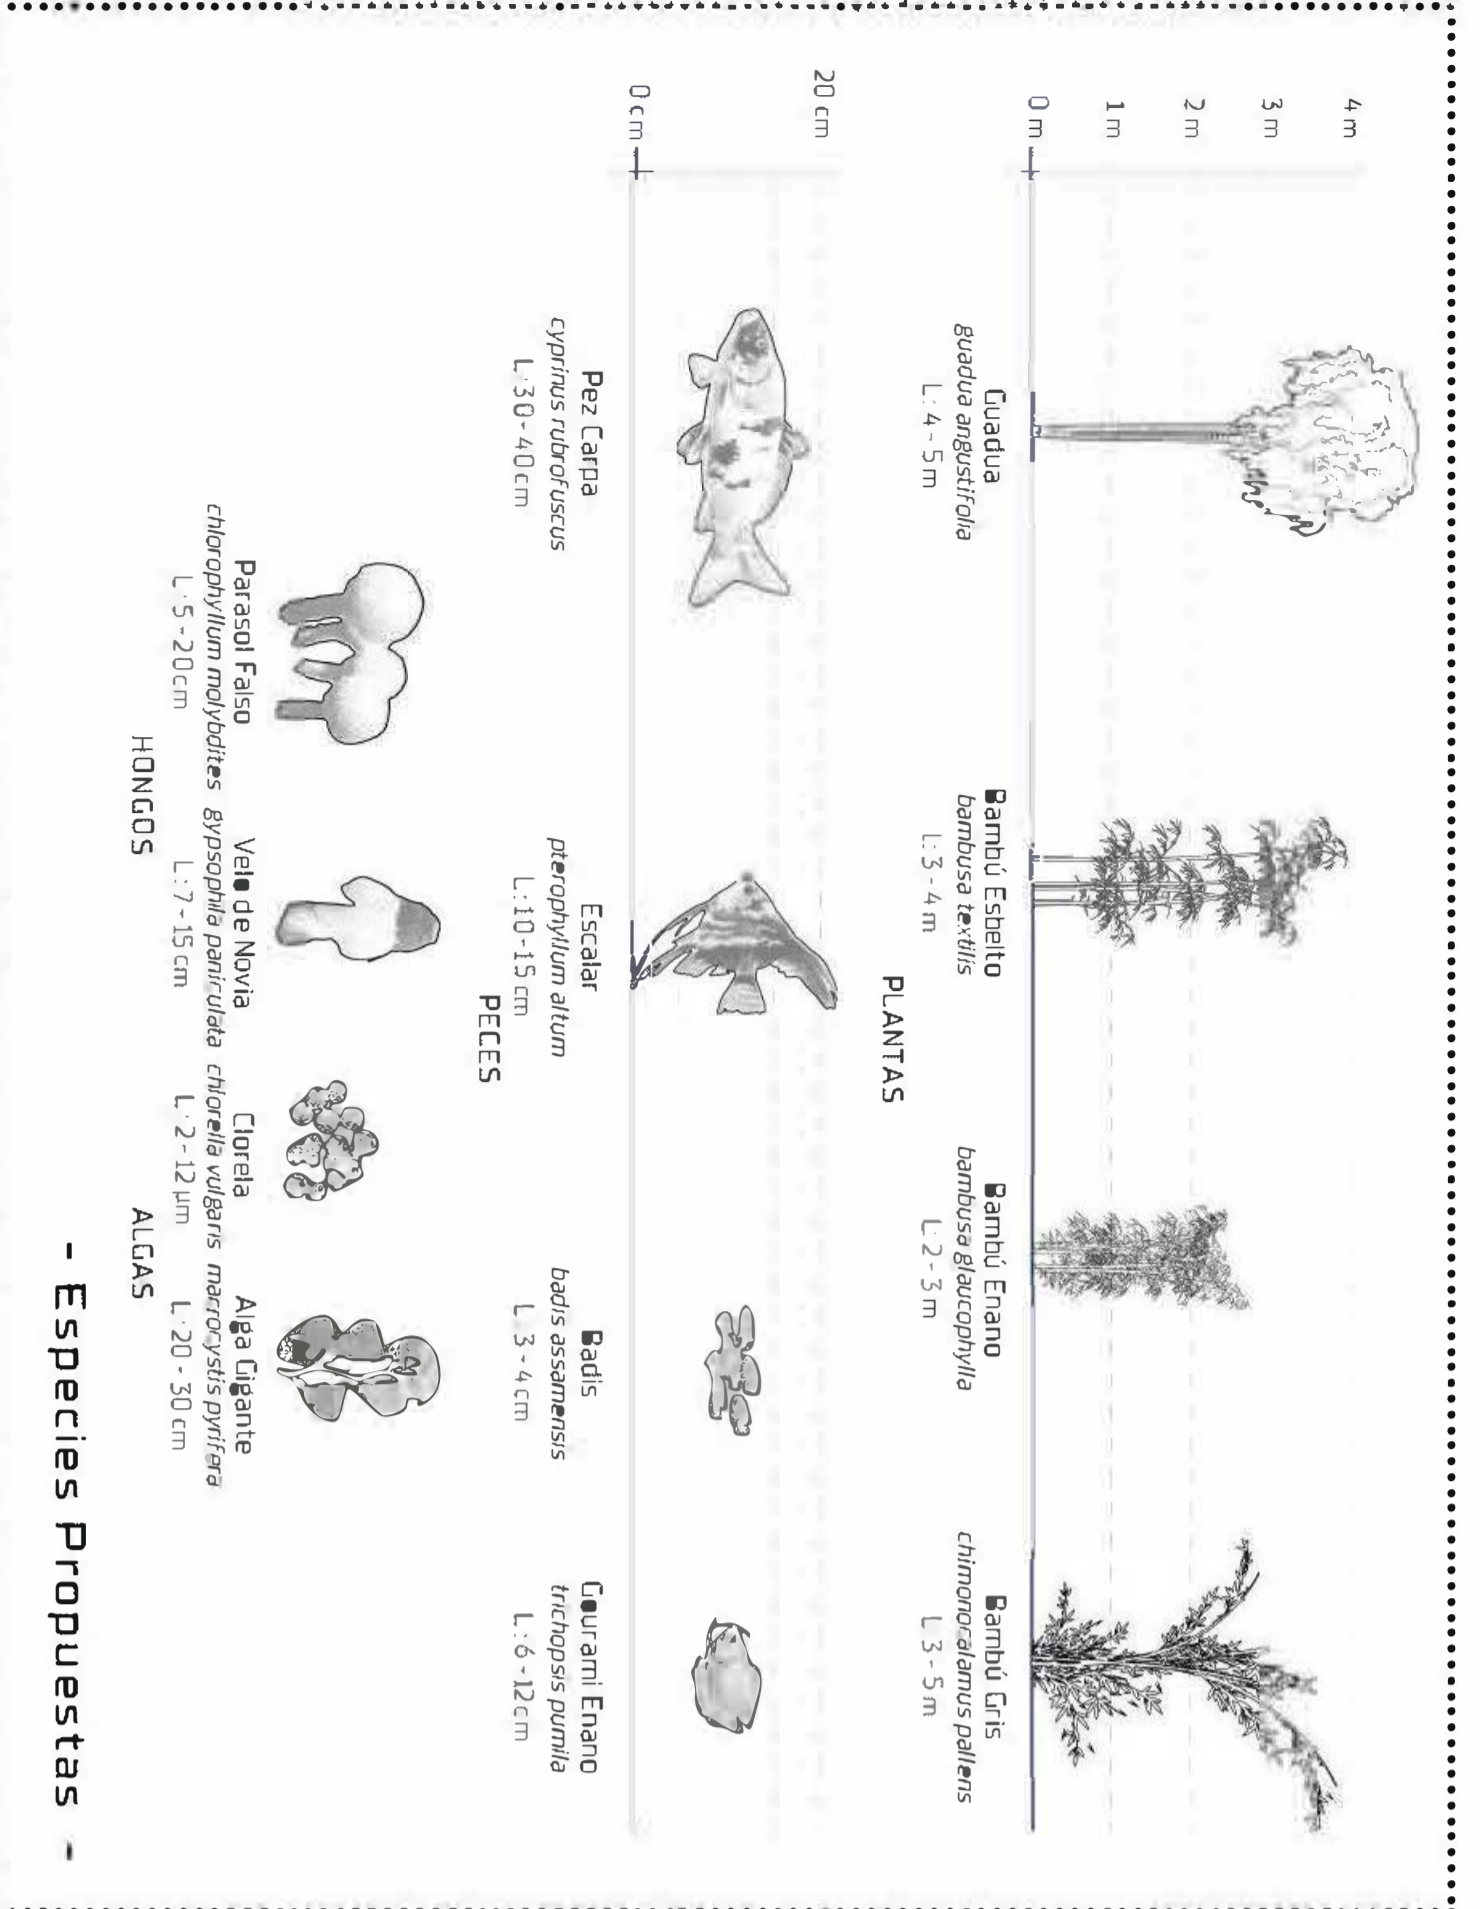 4 m
3 m
2 m
1 m
0 m
Guadua
guadua angustifolia
L: 4 - 5 m
Bambú Esbelto
bambusa textilis
L: 3 - 4 m
Bambú Enano
bambusa glaucophylla
L: 2 - 3 m
Bambú Gris
chimonocalamus pallens
L: 3 - 5 m
PLANTAS
20 cm
0 cm
Pez Carpa
cyprinus rubrofuscus
L: 30 - 40 cm
Escalar
pterophyllum altum
L: 10 - 15 cm
Badis
badis assamensis
L: 3 - 4 cm
Gourami Enano
trichopsis pumila
L: 6 - 12 cm
PECES
Parasol Falso
chlorophyllum molybdites
L: 5 - 20 cm
Velo de Novia
gypsophila paniculata
L: 7 - 15 cm
Clorela
chlorella vulgaris
L: 2 - 12 µm
Alga Gigante
macrocystis pyrifera
L: 20 - 30 cm
HONGOS
ALGAS
- Especies Propuestas -